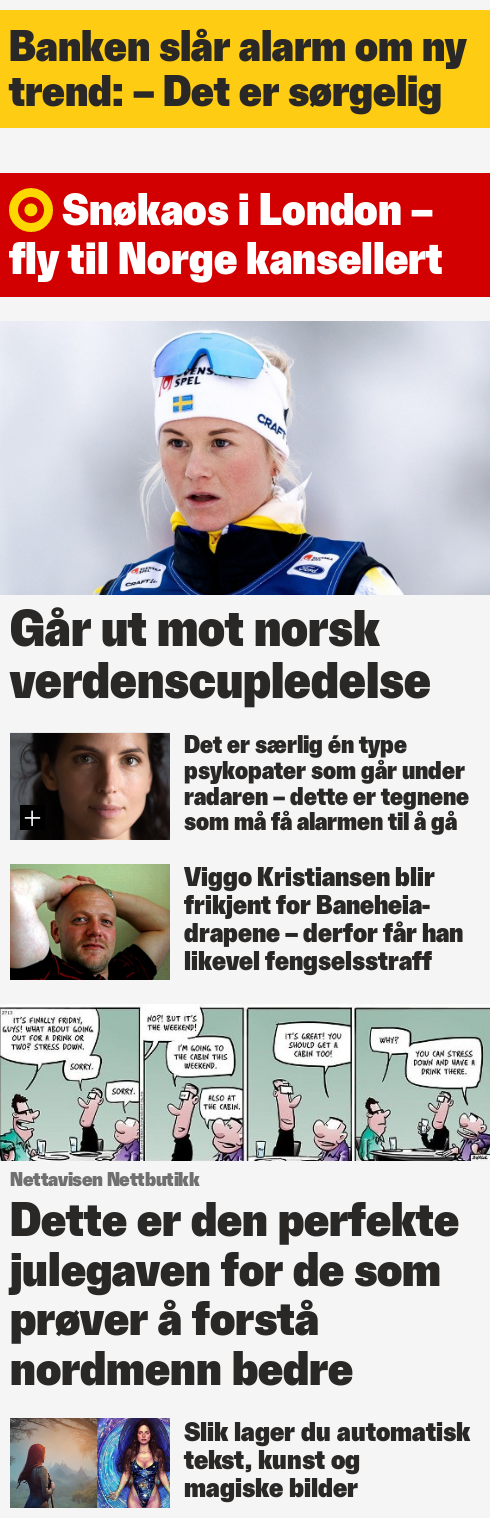 Banken slår alarm om ny
trend: – Det er sørgelig
Snøkaos i London –
fly til Norge kansellert
SVENSKA
SPEL
CRAFT
CRAFT
Ford
Går ut mot norsk
verdenscupledelse
Det er særlig én type
psykopater som går under
radaren – dette er tegnene
som må få alarmen til å gå
Viggo Kristiansen blir
frikjent for Baneheia-
drapene – derfor får han
likevel fengselsstraff
IT'S FINALLY FRIDAY,
GUYS! WHAT ABOUT GOING
OUT FOR A DRINK OR
TWO? STRESS DOWN.
SORRY.
SORRY.
NO?! BUT IT'S
THE WEEKEND!
I'M GOING TO
THE CABIN THIS
WEEKEND.
ALSO AT
THE CABIN.
IT'S GREAT! YOU
SHOULD GET A
CABIN TOO!
WHY?
YOU CAN STRESS
DOWN AND HAVE A
DRINK THERE.
Nettavisen Nettbutikk
Dette er den perfekte
julegaven for de som
prøver å forstå
nordmenn bedre
Slik lager du automatisk
tekst, kunst og
magiske bilder